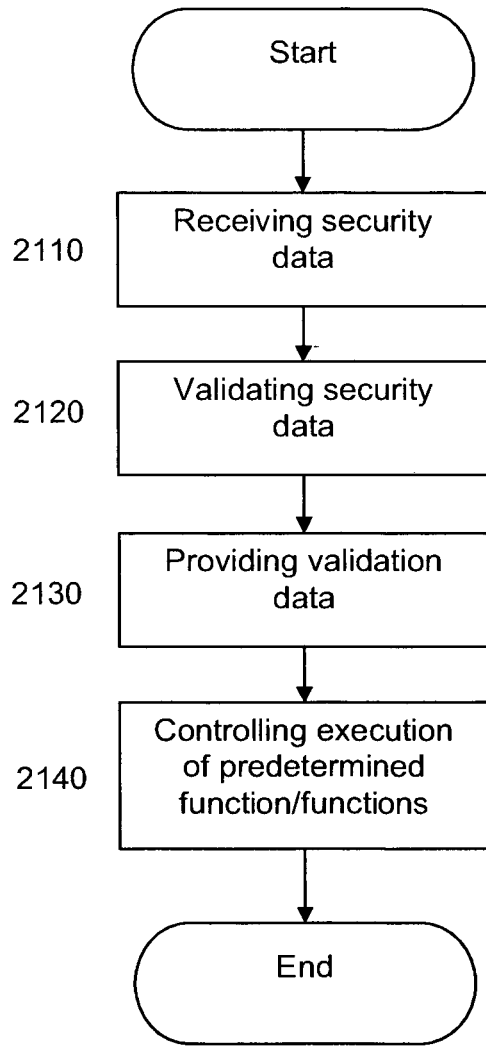 Start
2110
Receiving security
data
2120
Validating security
data
2130
Providing validation
data
2140
Controlling execution
of predetermined
function/functions
End